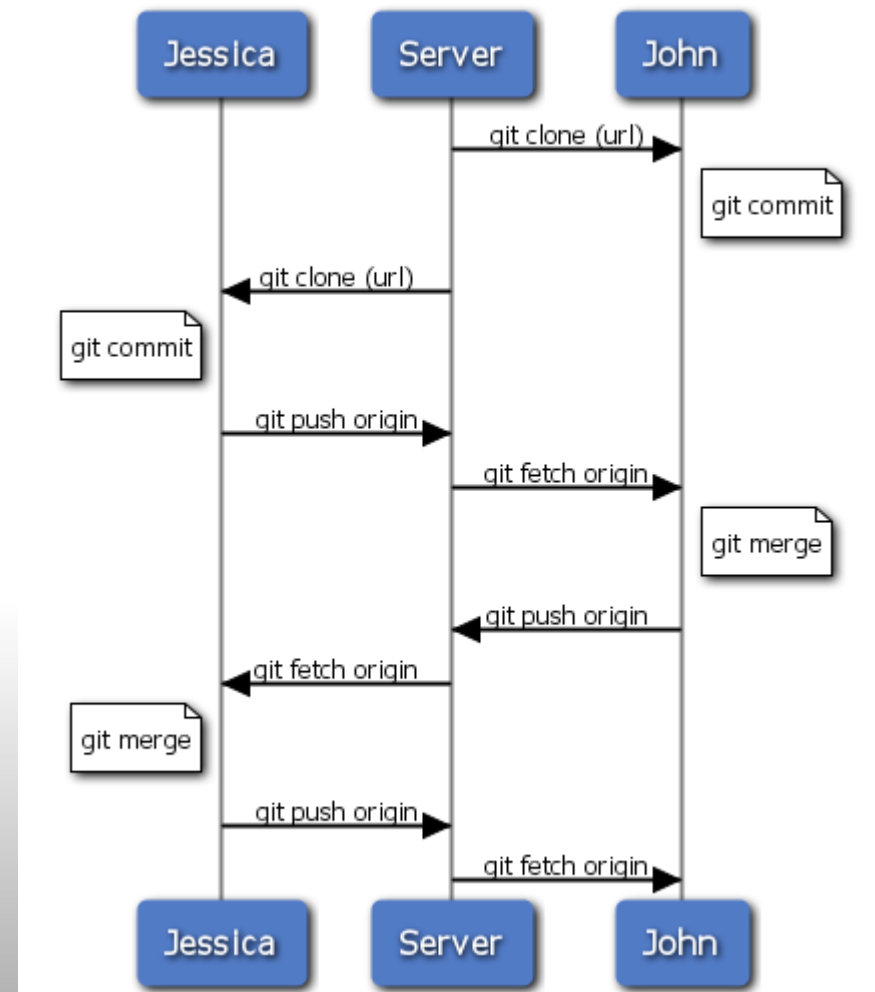 Jessica
Server
John
git clone (url)
git commit
git clone (url)
git commit
git push origin
git fetch origin
git merge
git push origin
git fetch origin
git merge
git push origin
git fetch origin
Jessica
Server
John